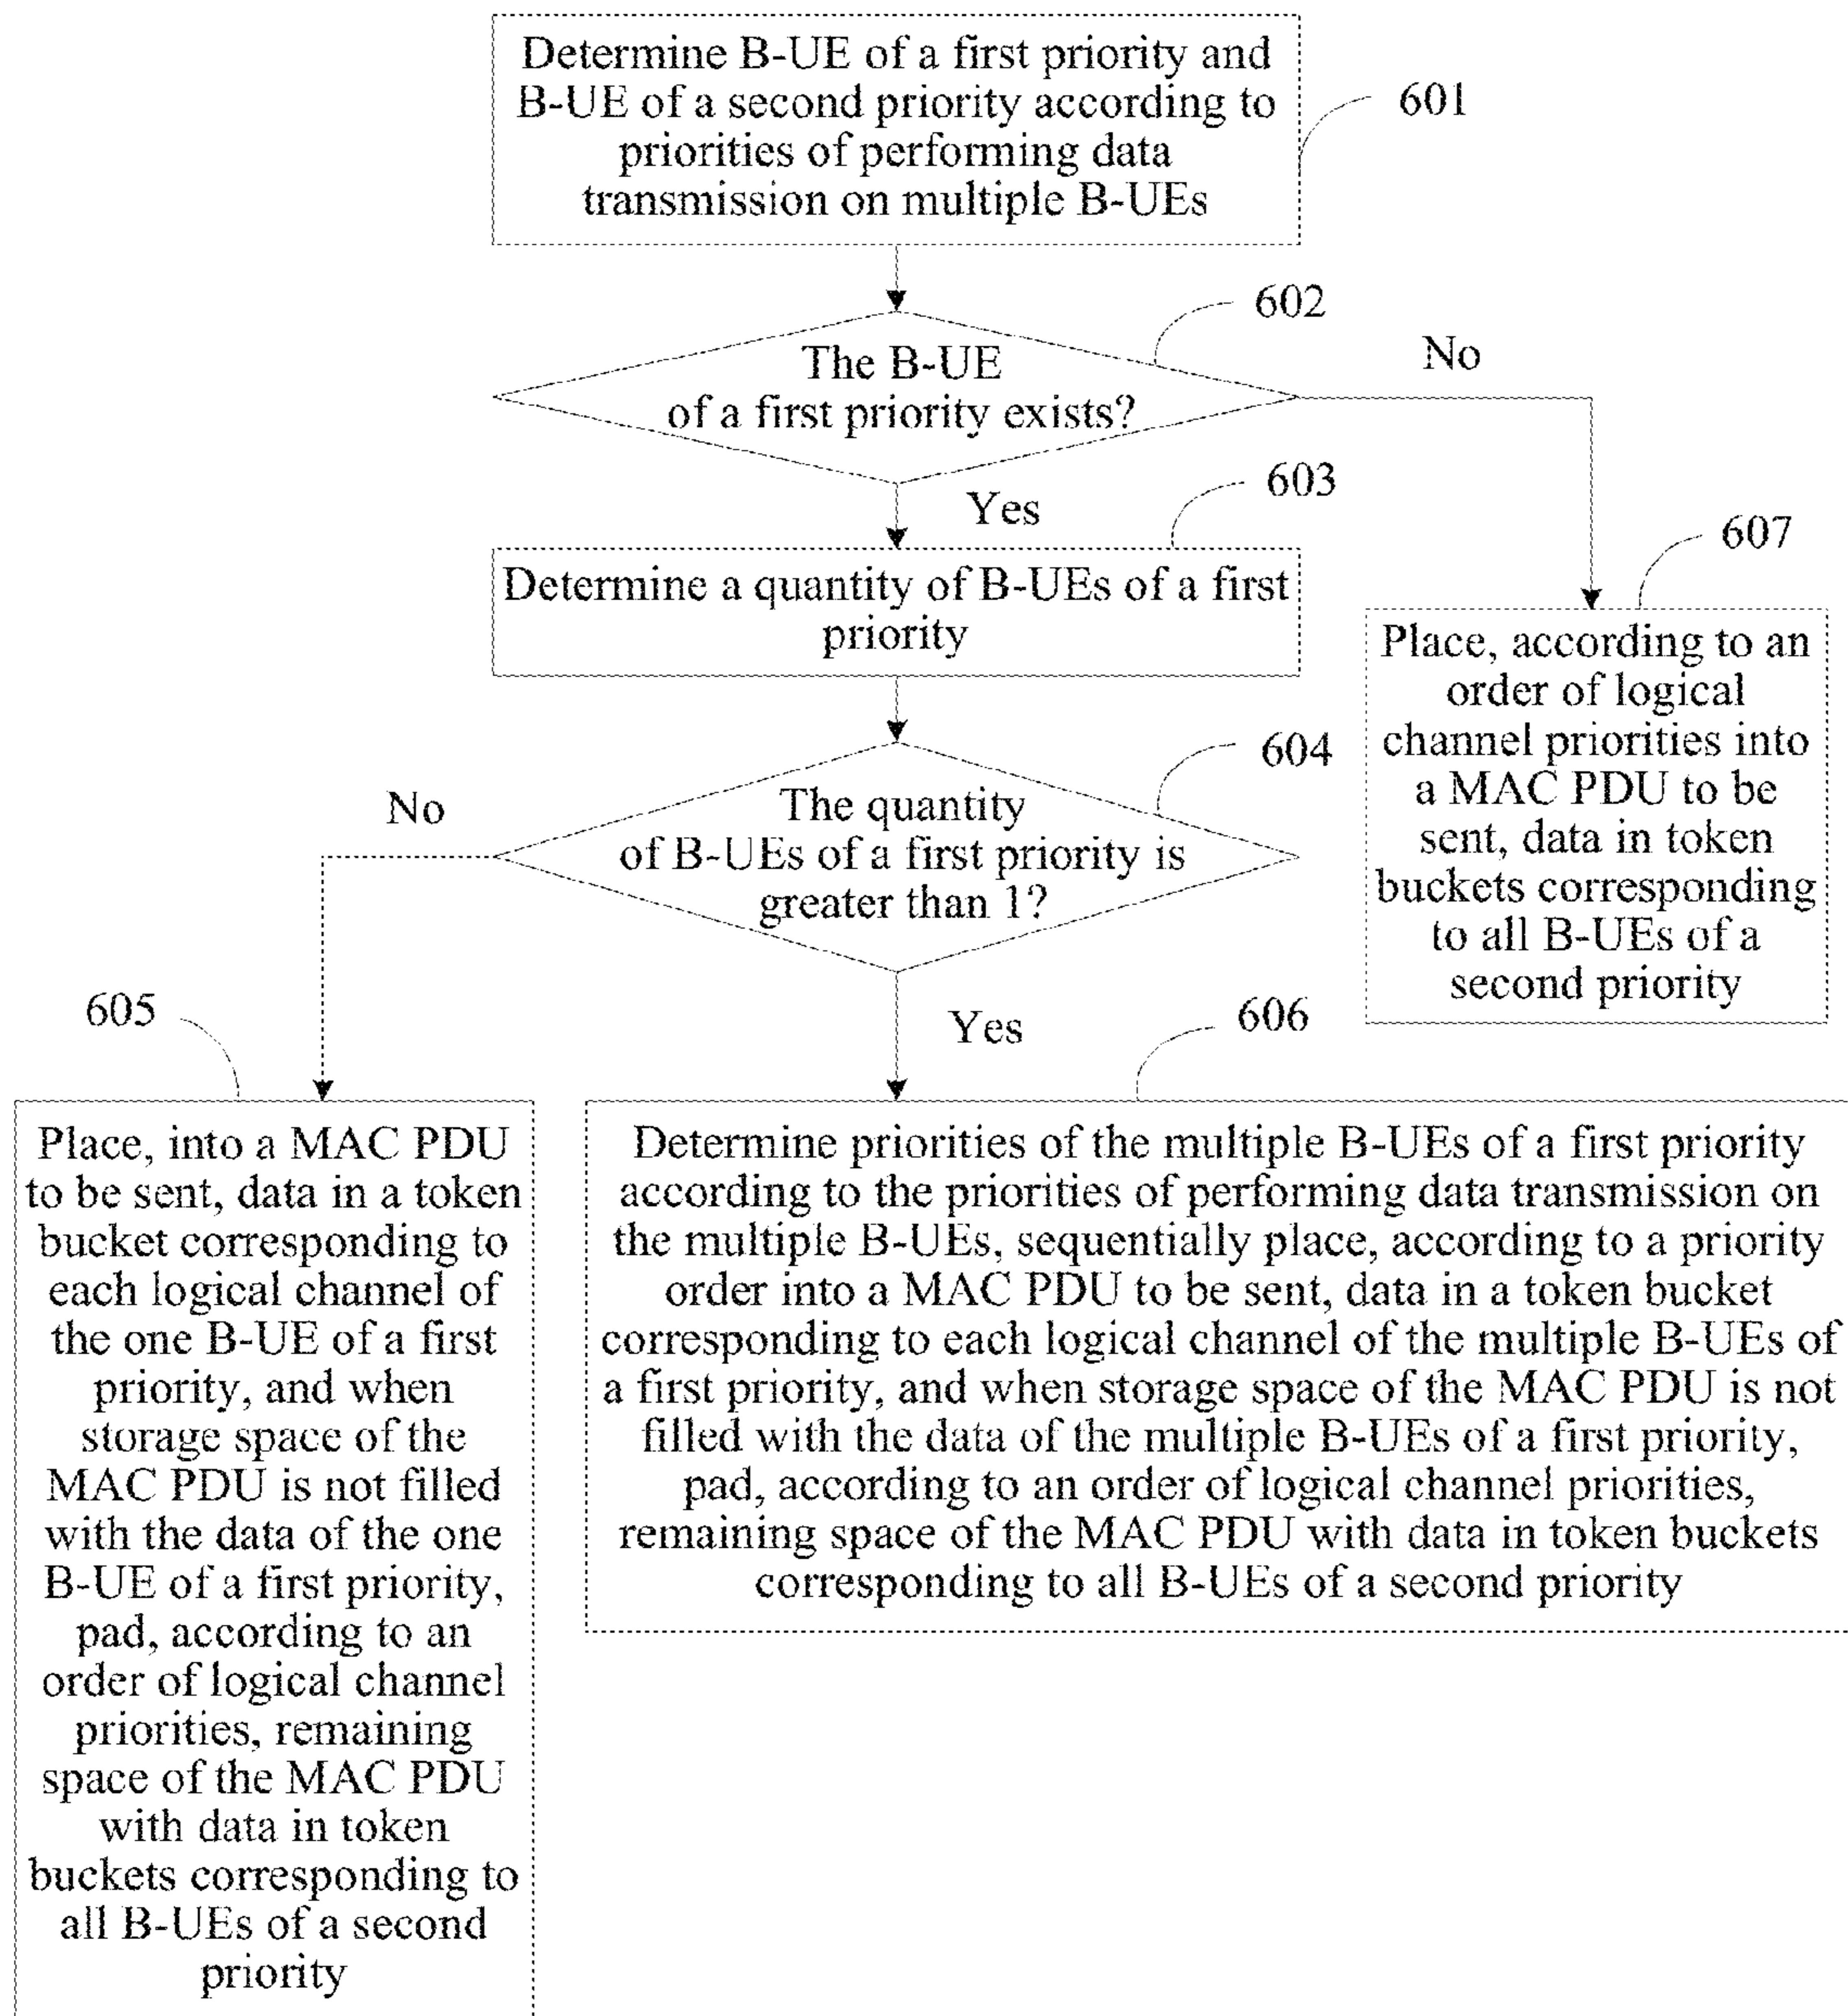 Determine B-UE of a first priority and
B-UE of a second priority according to
priorities of performing data
transmission on multiple B-UEs
601
602
The B-UE
of a first priority exists?
No
Yes
603
Determine a quantity of B-UEs of a first
priority
607
Place, according to an
order of logical
channel priorities into
a MAC PDU to be
sent, data in token
buckets corresponding
to all B-UEs of a
second priority
604
The quantity
of B-UEs of a first priority is
greater than 1?
No
Yes
605
Place, into a MAC PDU
to be sent, data in a token
bucket corresponding to
each logical channel of
the one B-UE of a first
priority, and when
storage space of the
MAC PDU is not filled
with the data of the one
B-UE of a first priority,
pad, according to an
order of logical channel
priorities, remaining
space of the MAC PDU
with data in token
buckets corresponding to
all B-UEs of a second
priority
606
Determine priorities of the multiple B-UEs of a first priority
according to the priorities of performing data transmission on
the multiple B-UEs, sequentially place, according to a priority
order into a MAC PDU to be sent, data in a token bucket
corresponding to each logical channel of the multiple B-UEs of
a first priority, and when storage space of the MAC PDU is not
filled with the data of the multiple B-UEs of a first priority,
pad, according to an order of logical channel priorities,
remaining space of the MAC PDU with data in token buckets
corresponding to all B-UEs of a second priority